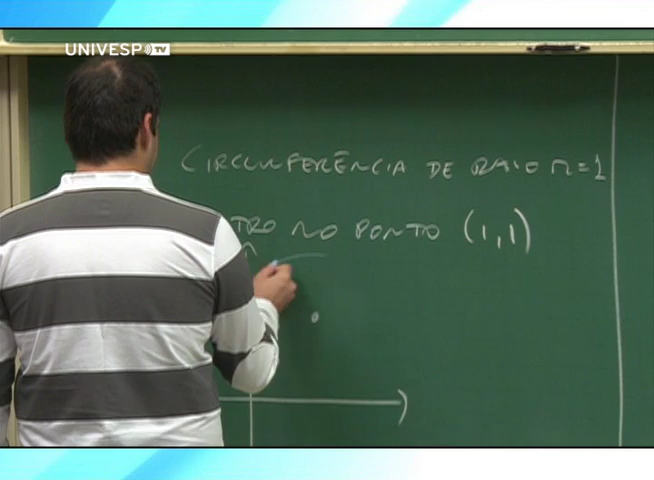 UNIVESP TV
CIRCUNFERÊNCIA DE RAIO r=1
TRO NO PONTO (1,1)